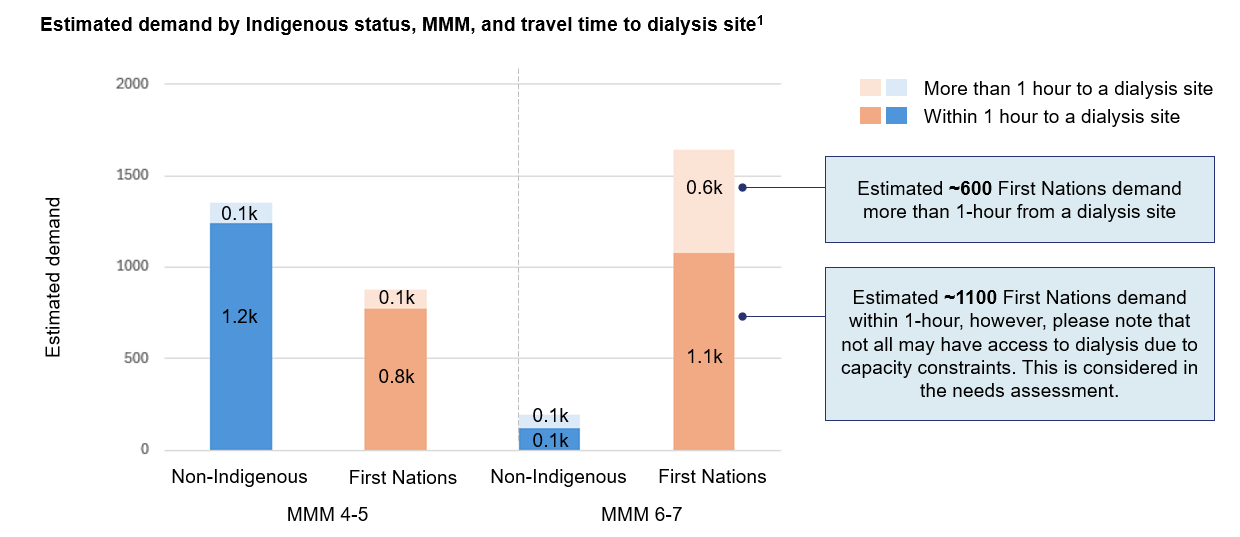 Estimated demand by Indigenous status, MMM, and travel time to dialysis site¹
More than 1 hour to a dialysis site
Within 1 hour to a dialysis site
Estimated demand
2000
1500
1000
500
0
0.1k
1.2k
0.1k
0.8k
0.1k
0.1k
0.6k
1.1k
Estimated ~600 First Nations demand
more than 1-hour from a dialysis site
Estimated ~1100 First Nations demand
within 1-hour, however, please note that
not all may have access to dialysis due to
capacity constraints. This is considered in
the needs assessment.
Non-Indigenous
First Nations
Non-Indigenous
First Nations
MMM 4-5
MMM 6-7